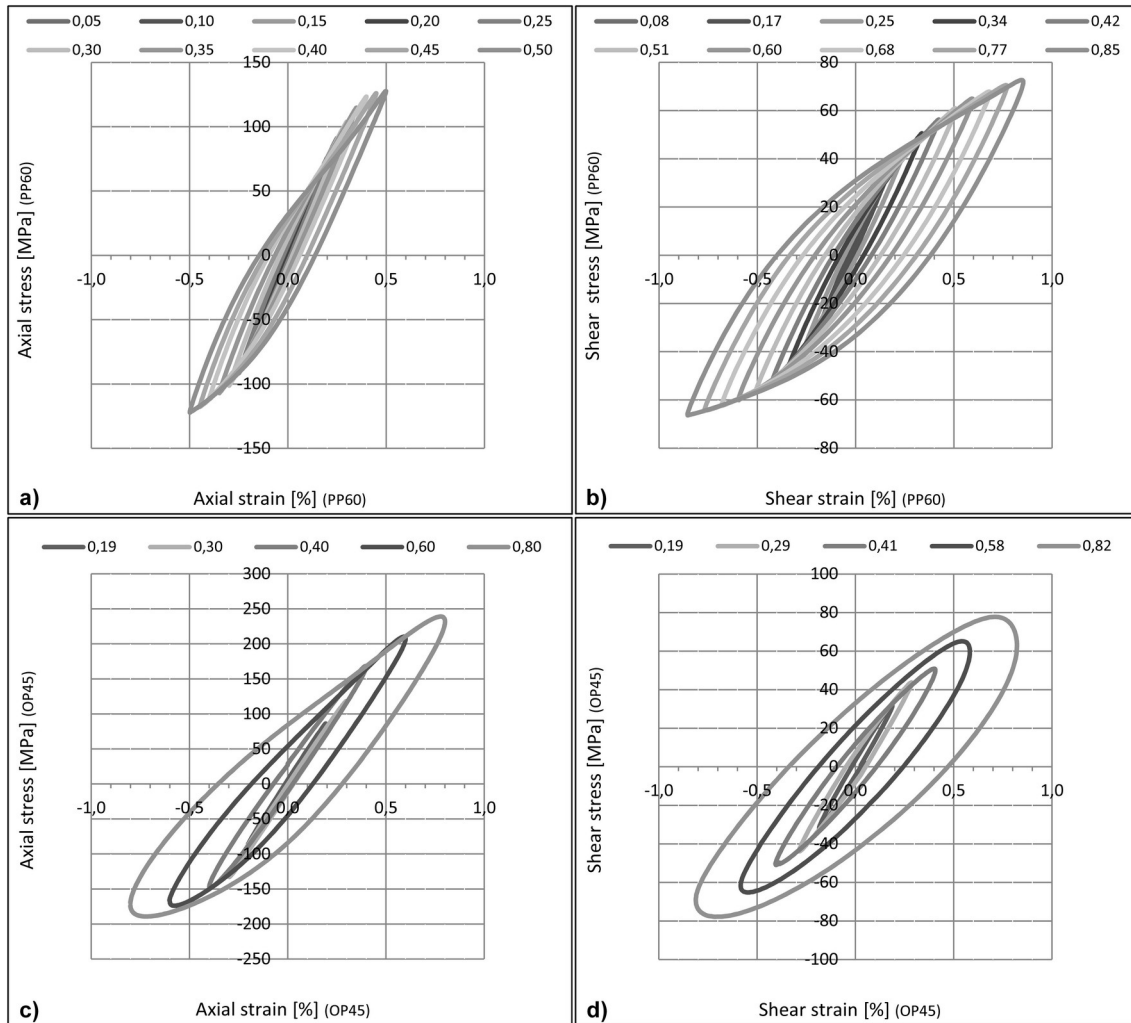 0,05 0,10 0,15 0,20 0,25
0,30 0,35 0,40 0,45 0,50
150
100
50
0
-50
-100
-150
-1,0 -0,5 0,0 0,5 1,0
Axial stress [MPa] (PP60)
Axial strain [%] (PP60)
a)
0,08 0,17 0,25 0,34 0,42
0,51 0,60 0,68 0,77 0,85
80
60
40
20
0
-20
-40
-60
-80
-1,0 -0,5 0,0 0,5 1,0
Shear stress [MPa] (PP60)
Shear strain [%] (PP60)
b)
0,19 0,30 0,40 0,60 0,80
300
250
200
150
100
50
0
-50
-100
-150
-200
-250
-1,0 -0,5 0,0 0,5 1,0
Axial stress [MPa] (OP45)
Axial strain [%] (OP45)
c)
0,19 0,29 0,41 0,58 0,82
100
80
60
40
20
0
-20
-40
-60
-80
-100
-1,0 -0,5 0,0 0,5 1,0
Shear stress [MPa] (OP45)
Shear strain [%] (OP45)
d)